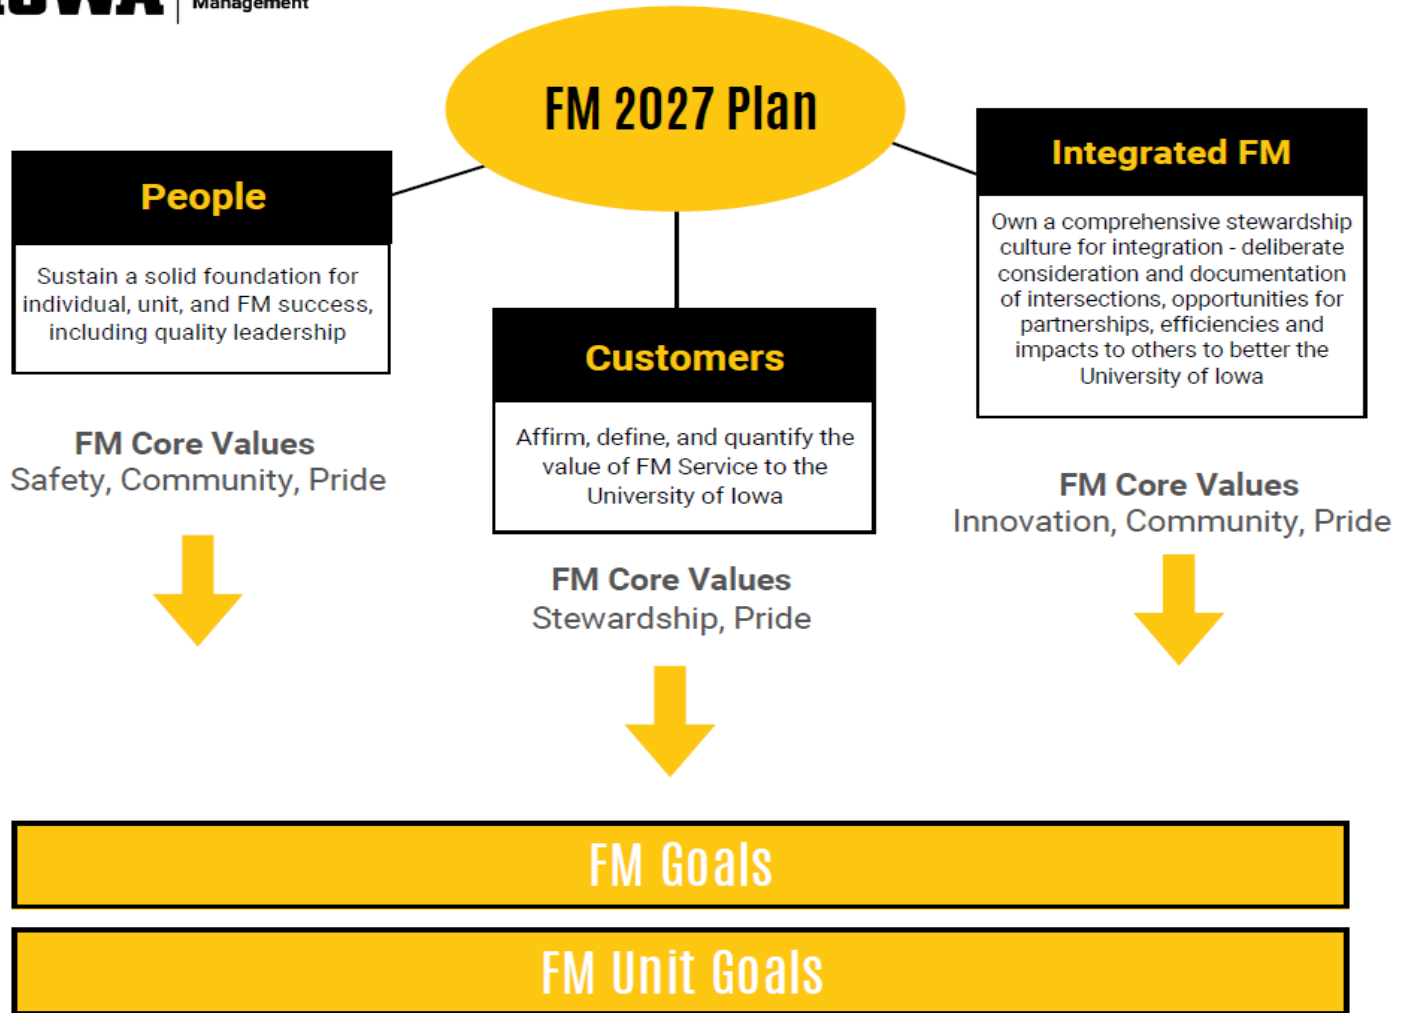 IOWA
Management
FM 2027 Plan
People
Sustain a solid foundation for
individual, unit, and FM success,
including quality leadership
FM Core Values
Safety, Community, Pride
Customers
Affirm, define, and quantify the
value of FM Service to the
University of Iowa
FM Core Values
Stewardship, Pride
Integrated FM
Own a comprehensive stewardship
culture for integration - deliberate
consideration and documentation
of intersections, opportunities for
partnerships, efficiencies and
impacts to others to better the
University of Iowa
FM Core Values
Innovation, Community, Pride
FM Goals
FM Unit Goals